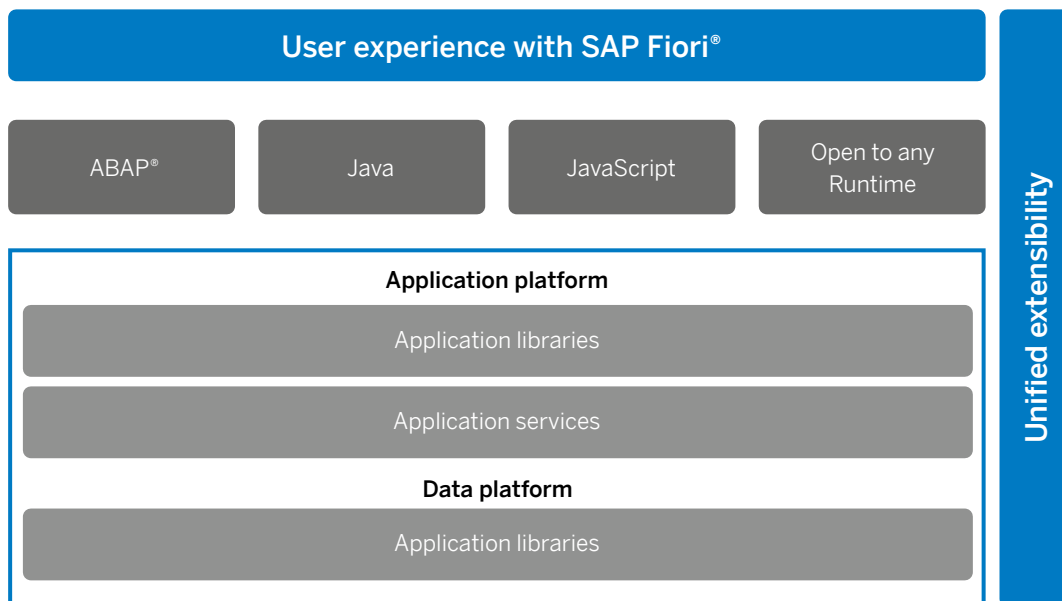 User experience with SAP Fiori®
ABAP®
Java
JavaScript
Open to any
Runtime
Application platform
Application libraries
Application services
Data platform
Application libraries
Unified extensibility